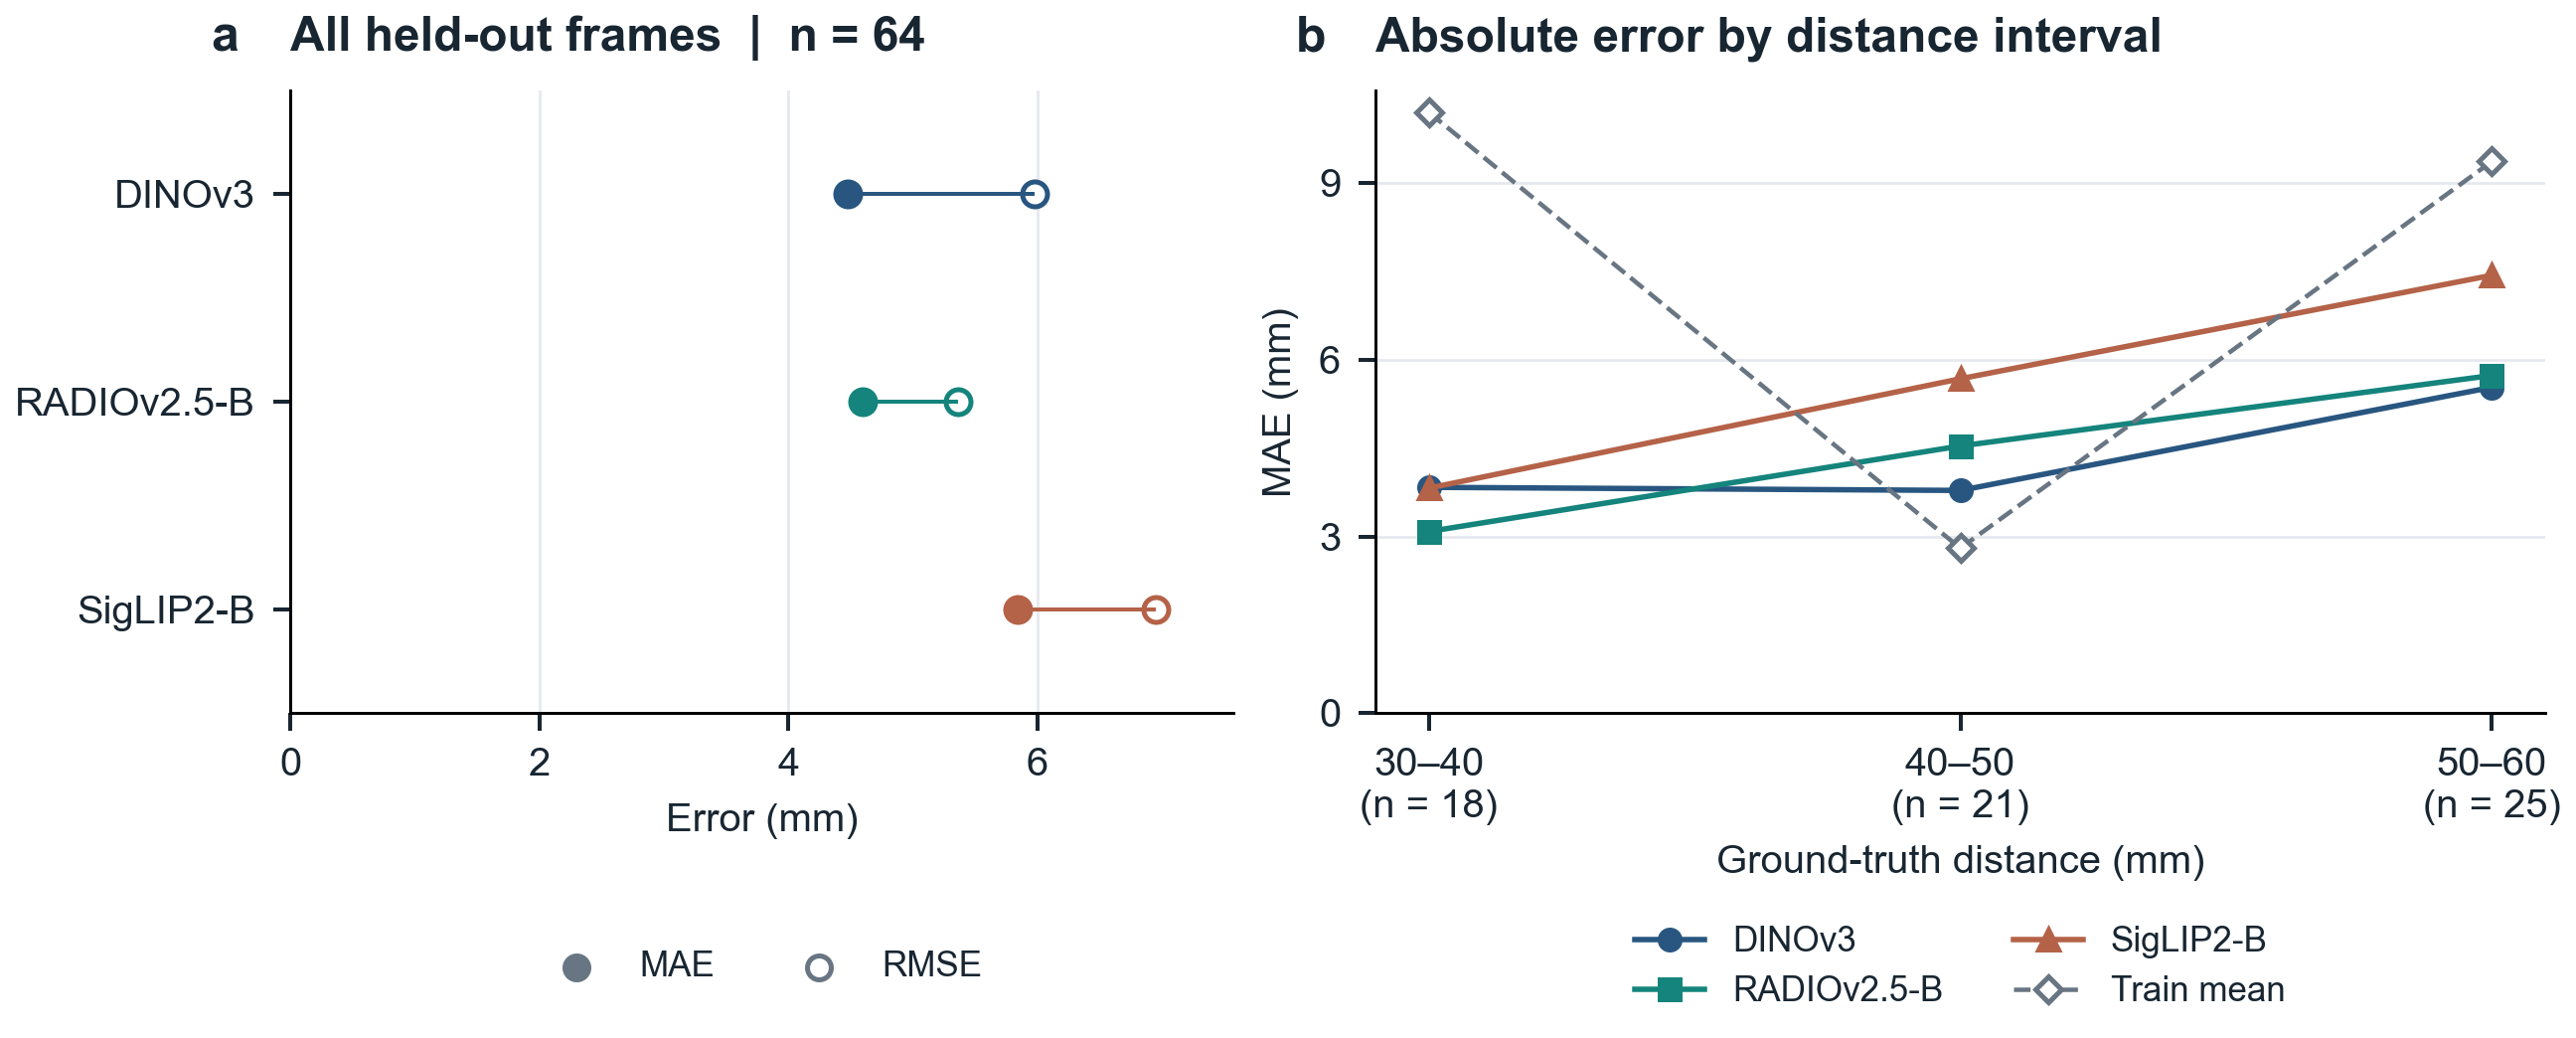 a All held-out frames | n = 64
DINOv3
RADIOv2.5-B
SigLIP2-B
0 2 4 6
Error (mm)
MAE RMSE
b Absolute error by distance interval
MAE (mm)
9
6
3
0
30–40 40–50 50–60
(n = 18) (n = 21) (n = 25)
Ground-truth distance (mm)
DINOv3 SigLIP2-B
RADIOv2.5-B Train mean